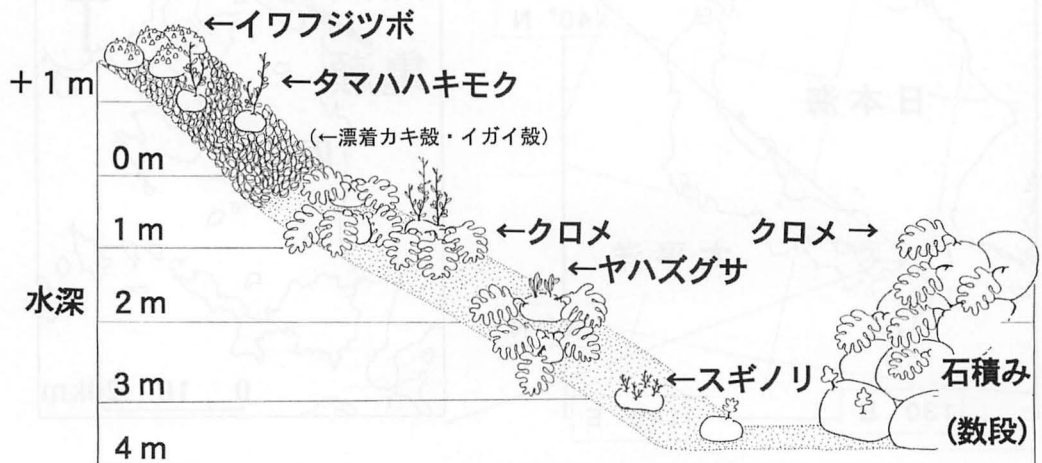 ←イワフジツボ
+1m
←タマハハキモク
(←漂着カキ殻・イガイ殻)
0m
1m
←クロメ
クロメ→
←ヤハズグサ
水深
2m
3m
←スギノリ
石積み
(数段)
4m